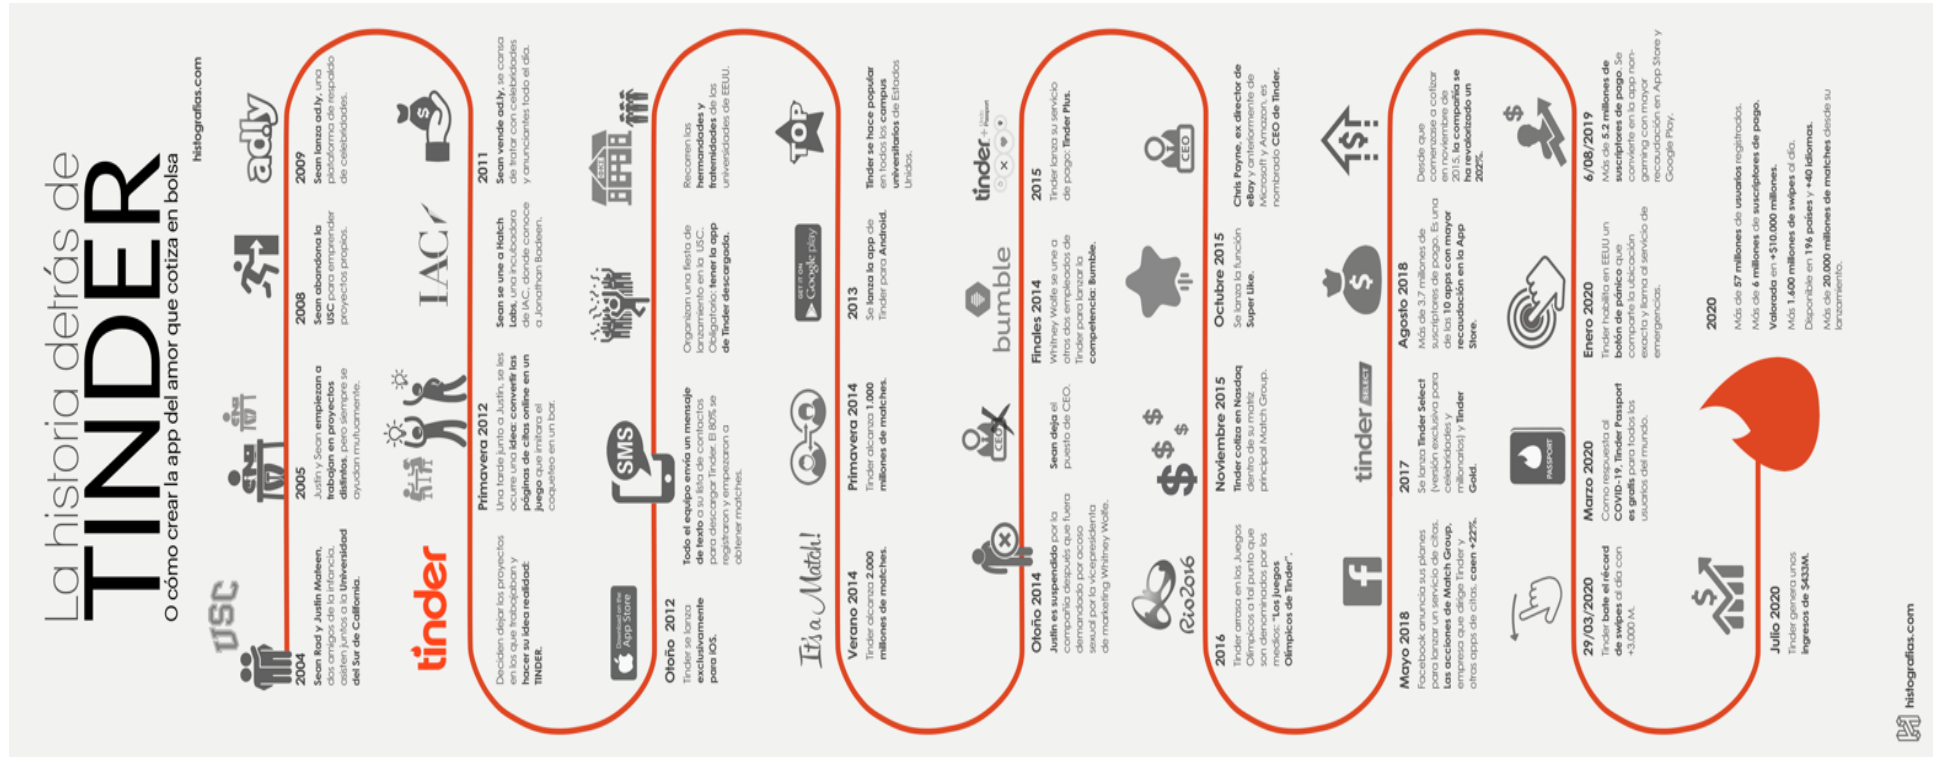 La historia detrás de
TINDER
O cómo crear la app del amor que cotiza en bolsa
histografias.com
USC
2004
Sean Rad y Justin Mateen,
dos amigos de la infancia,
asisten juntos a la Universidad
del Sur de California.
2005
Justin y Sean empiezan a
trabajan en proyectos
distintos, pero siempre se
ayudan mutuamente.
2008
Sean abandona la
USC para emprender
proyectos propios.
ad.ly
2009
Sean lanza ad.ly, una
plataforma de respaldo
de celebridades.
2011
Sean vende ad.ly, se cansa
de tratar con celebridades
y anunciantes todo el día.
IAC
Sean se une a Hatch
Labs, una incubadora
de IAC, donde conoce
a Jonathan Badeen.
Primavera 2012
Una tarde junto a Justin, se les
ocurre una idea: convertir las
páginas de citas online en un
juego que imitara el
coqueteo en un bar.
tinder
Deciden dejar los proyectos
en los que trabajaban y
hacer su idea realidad:
TINDER.
Download on the
App Store
Otoño 2012
Tinder se lanza
exclusivamente
para iOS.
SMS
Todo el equipo envía un mensaje
de texto a su lista de contactos
para descargar Tinder. El 80% se
registraron y empezaron a
obtener matches.
Organizan una fiesta de
lanzamiento en la USC.
Obligatorio: tener la app
de Tinder descargada.
Recorren las
hermandades y
fraternidades de las
universidades de EEUU.
TOP
Tinder se hace popular
en todos los campus
univenitarios de Estados
Unidos.
GET IT ON
Google play
2013
Se lanza la app de
Tinder para Android.
Primavera 2014
Tinder alcanza 1.000
millones de matches.
It's a Match!
Verano 2014
Tinder alcanza 2.000
millones de matches.
Otoño 2014
Justin es suspendido por la
compañía después que fuera
demandado por acoso
sexual por la vicepresidenta
de marketing Whitney Wolfe.
CEO
Sean deja el
puesto de CEO.
bumble
Finales 2014
Whitney Wolfe se une a
otros dos empleados de
Tinder para lanzar la
competencia: Bumble.
tinder
2015
Tinder lanza su servicio
de pago: Tinder Plus.
CEO
Chris Payne, ex director de
eBay y anteriormente de
Microsoft y Amazon, es
nombrado CEO de Tinder.
Octubre 2015
Se lanza la función
Super Like.
Noviembre 2015
Tinder cotiza en Nasdaq
dentro de su matriz
principal Match Group.
Rio2016
2016
Tinder arrasa en los Juegos
Olímpicos a tal punto que
son denominados por los
medios: "Los juegos
Olímpicos de Tinder".
Mayo 2018
Facebook anuncia sus planes
para lanzar un servicio de citas.
Las acciones de Match Group,
empresa que dirige Tinder y
otras apps de citas, caen +22%.
tinder SELECT
2017
Se lanza Tinder Select
(versión exclusiva para
celebridades y
millonarios) y Tinder
Gold.
Agosto 2018
Más de 3.7 millones de
suscriptores de pago. Es una
de las 10 apps con mayor
recaudación en la App
Store.
Desde que
comenzase a cotizar
en noviembre de
2015, la compañía se
ha revalorizado un
2022%.
6/08/2019
Más de 5.2 millones de
suscriptores de pago. Se
convierte en la app non-
gaming con mayor
recaudación en App Store y
Google Play.
Enero 2020
Tinder habilita en EEUU un
botón de pánico que
comparte la ubicación
exacta y llama al servicio de
emergencias.
PASSPORT
Marzo 2020
Como respuesta al
COVID-19, Tinder Passport
es gratis para todos los
usuarios del mundo.
29/03/2020
Tinder bate el récord
de swipes al día con
+3.000 M.
Julio 2020
Tinder genera unos
ingresos de $433M.
2020
Más de 57 millones de usuarios registrados.
Más de 6 millones de suscriptores de pago.
Valorada en +$10.000 millones.
Más 1.600 millones de swipes al día.
Disponible en 196 países y +40 idiomas.
Más de 20.000 millones de matches desde su
lanzamiento.
histografias.com